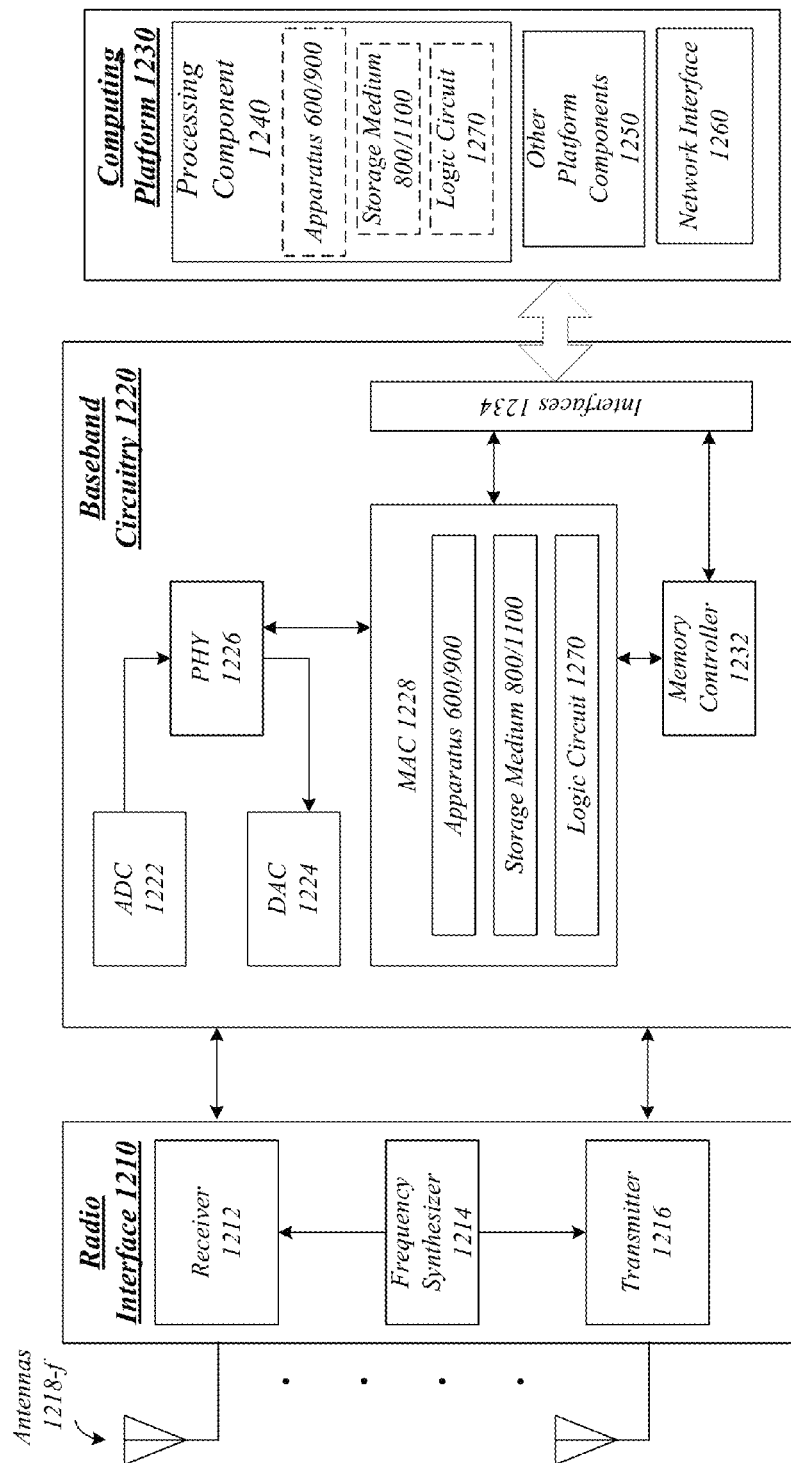 Antennas
1218-f
Radio
Interface 1210
Receiver
1212
Frequency
Synthesizer
1214
Transmitter
1216
Baseband
Circuitry 1220
ADC
1222
PHY
1226
DAC
1224
MAC 1228
Apparatus 600/900
Storage Medium 800/1100
Logic Circuit 1270
Memory
Controller
1232
Interfaces 1234
Computing
Platform 1230
Processing
Component
1240
Apparatus 600/900
Storage Medium
800/1100
Logic Circuit
1270
Other
Platform
Components
1250
Network Interface
1260